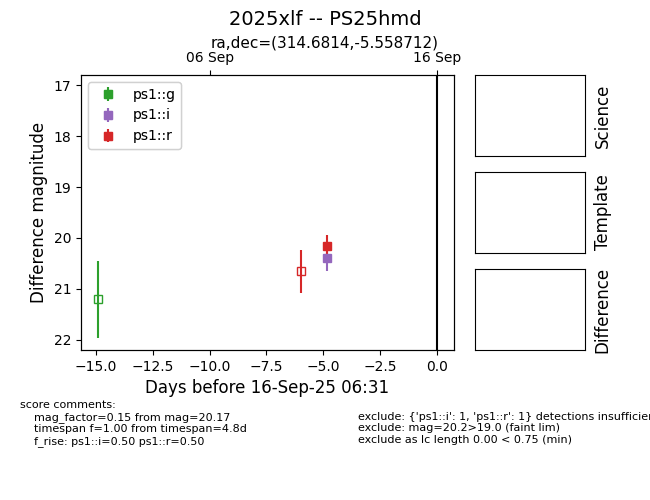 2025xlf -- PS25hmd
ra,dec=(314.6814,-5.558712)
06 Sep
16 Sep
17
18
19
20
21
22
Difference magnitude
ps1::g
ps1::i
ps1::r
−15.0
−12.5
−10.0
−7.5
−5.0
−2.5
0.0
Days before 16-Sep-25 06:31
Science
Template
Difference
score comments:
mag_factor=0.15 from mag=20.17
timespan f=1.00 from timespan=4.8d
f_rise: ps1::i=0.50 ps1::r=0.50
exclude: {'ps1::i': 1, 'ps1::r': 1} detections
exclude: mag=20.2>19.0 (faint lim)
exclude as lc length 0.00 < 0.75 (min)